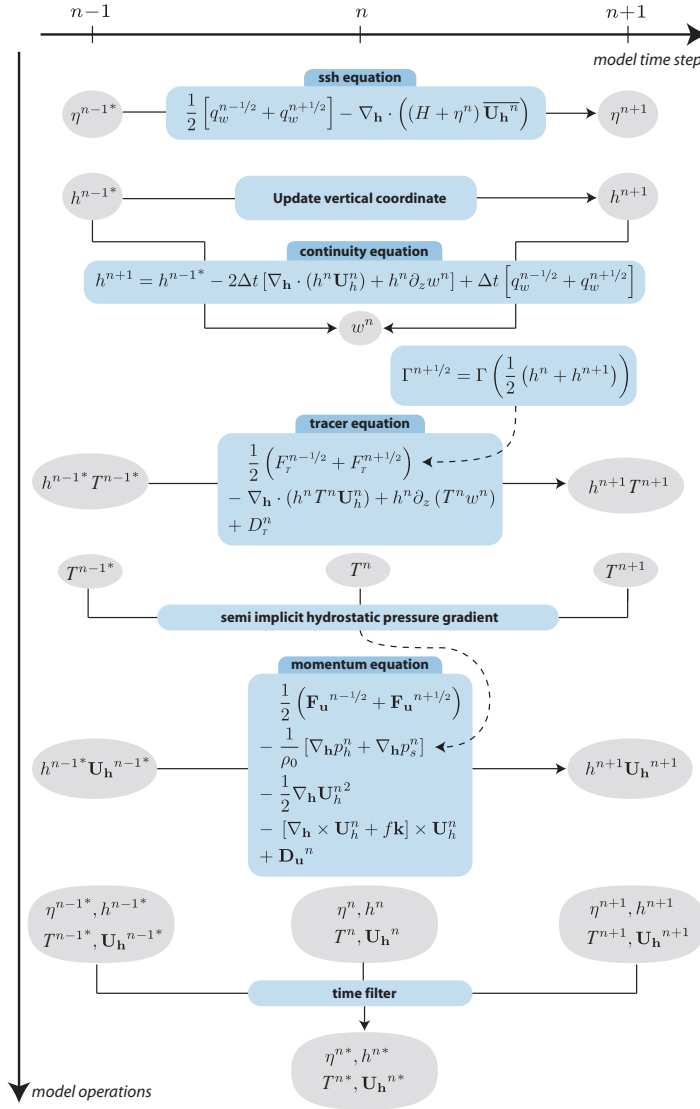 n−1 n n+1
model time step
ssh equation
η^{n−1*} \frac{1}{2} [q_w^{n−1/2} + q_w^{n+1/2}] − ∇_𝐡 · ((H + η^n) \overline{𝐔_𝐡^n}) η^{n+1}
h^{n−1*} Update vertical coordinate h^{n+1}
continuity equation
h^{n+1} = h^{n−1*} − 2Δt [∇_𝐡 · (h^n 𝐔_h^n) + h^n ∂_z w^n] + Δt [q_w^{n−1/2} + q_w^{n+1/2}]
w^n
Γ^{n+1/2} = Γ (\frac{1}{2} (h^n + h^{n+1}))
tracer equation
\frac{1}{2} (F_T^{n−1/2} + F_T^{n+1/2})
h^{n−1*} T^{n−1*} − ∇_𝐡 · (h^n T^n 𝐔_h^n) + h^n ∂_z (T^n w^n) h^{n+1} T^{n+1}
+ D_T^n
T^{n−1*} T^n T^{n+1}
semi implicit hydrostatic pressure gradient
momentum equation
\frac{1}{2} (𝐅_𝐮^{n−1/2} + 𝐅_𝐮^{n+1/2})
h^{n−1*} 𝐔_𝐡^{n−1*} − \frac{1}{ρ_0} [∇_𝐡 p_h^n + ∇_𝐡 p_s^n] h^{n+1} 𝐔_𝐡^{n+1}
− \frac{1}{2} ∇_𝐡 𝐔_h^{n2}
− [∇_𝐡 × 𝐔_h^n + f𝐤] × 𝐔_h^n
+ 𝐃_𝐮^n
η^{n−1*}, h^{n−1*} η^n, h^n η^{n+1}, h^{n+1}
T^{n−1*}, 𝐔_𝐡^{n−1*} T^n, 𝐔_𝐡^n T^{n+1}, 𝐔_𝐡^{n+1}
time filter
η^{n*}, h^{n*}
T^{n*}, 𝐔_𝐡^{n*}
model operations